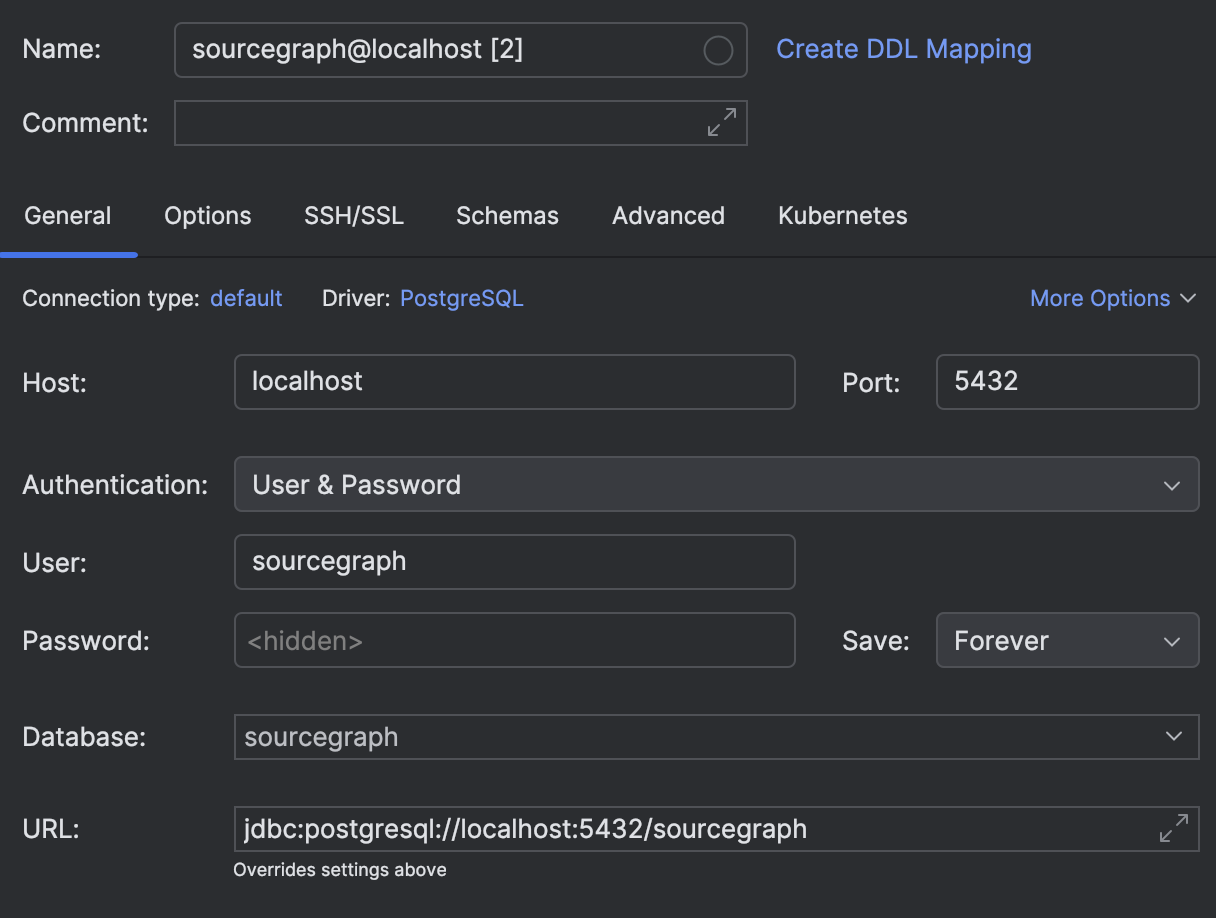 Name: sourcegraph@localhost [2] Create DDL Mapping
Comment:
General Options SSH/SSL Schemas Advanced Kubernetes
Connection type: default Driver: PostgreSQL More Options
Host: localhost Port: 5432
Authentication: User & Password
User: sourcegraph
Password: <hidden> Save: Forever
Database: sourcegraph
URL: jdbc:postgresql://localhost:5432/sourcegraph
Overrides settings above